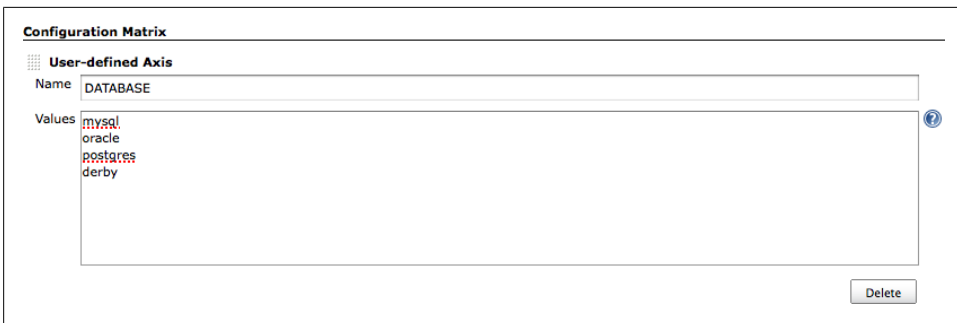 Configuration Matrix
User-defined Axis
Name DATABASE
Values mysql
oracle
postgres
derby
?
Delete